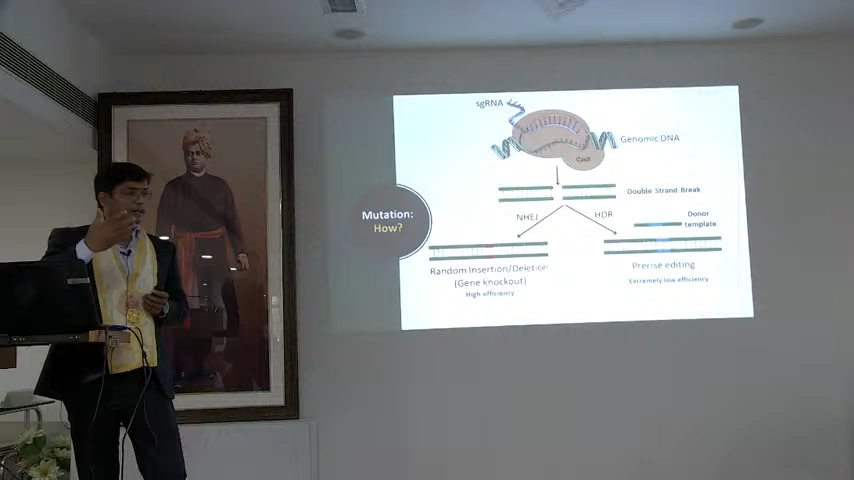 sgRNA
Genomic DNA
Cas9
Double Strand Break
Mutation:
How?
NHEJ
HDR
Donor
template
Random Insertion/Deletion
(Gene knockout)
High efficiency
Precise editing
Extremely low efficiency